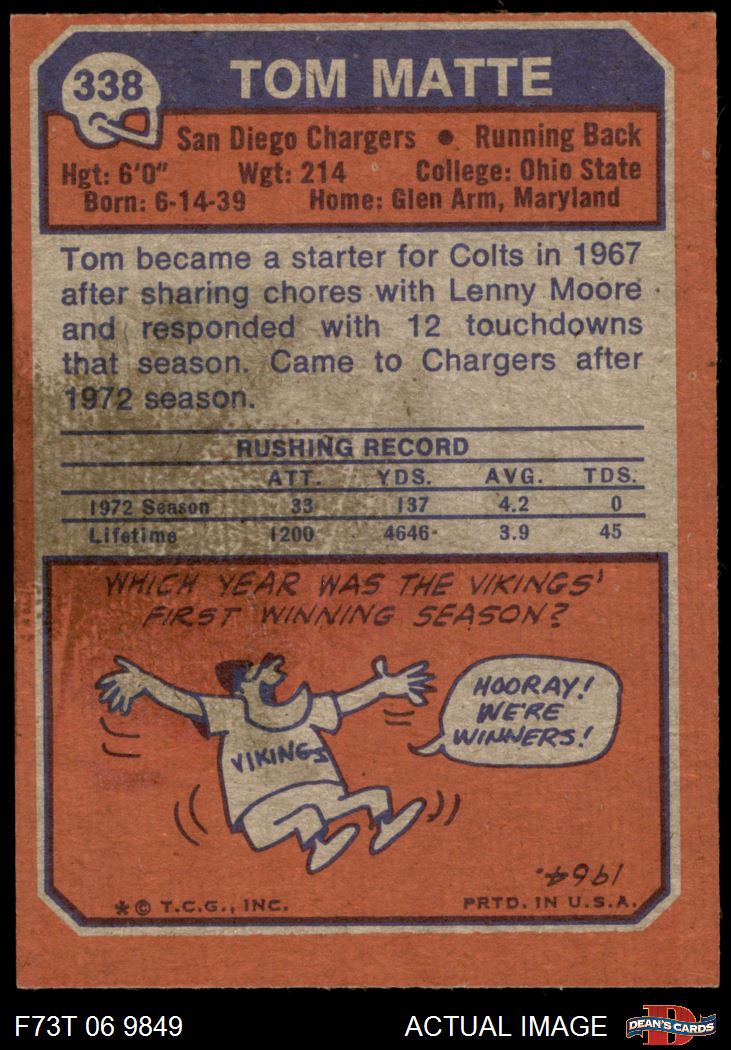 338
TOM MATTE
San Diego Chargers • Running Back
Hgt: 6'0" Wgt: 214 College: Ohio State
Born: 6-14-39 Home: Glen Arm, Maryland
Tom became a starter for Colts in 1967
after sharing chores with Lenny Moore
and responded with 12 touchdowns
that season. Came to Chargers after
1972 season.
RUSHING RECORD
ATT. YDS. AVG. TDS.
1972 Season 33 137 4.2 0
Lifetime 1200 4646 3.9 45
WHICH YEAR WAS THE VIKINGS'
FIRST WINNING SEASON?
HOORAY!
WE'RE
WINNERS!
VIKINGS
1964.
* © T.C.G., INC. PRTD. IN U.S.A.
F73T 06 9849 ACTUAL IMAGE DEAN'S CARDS